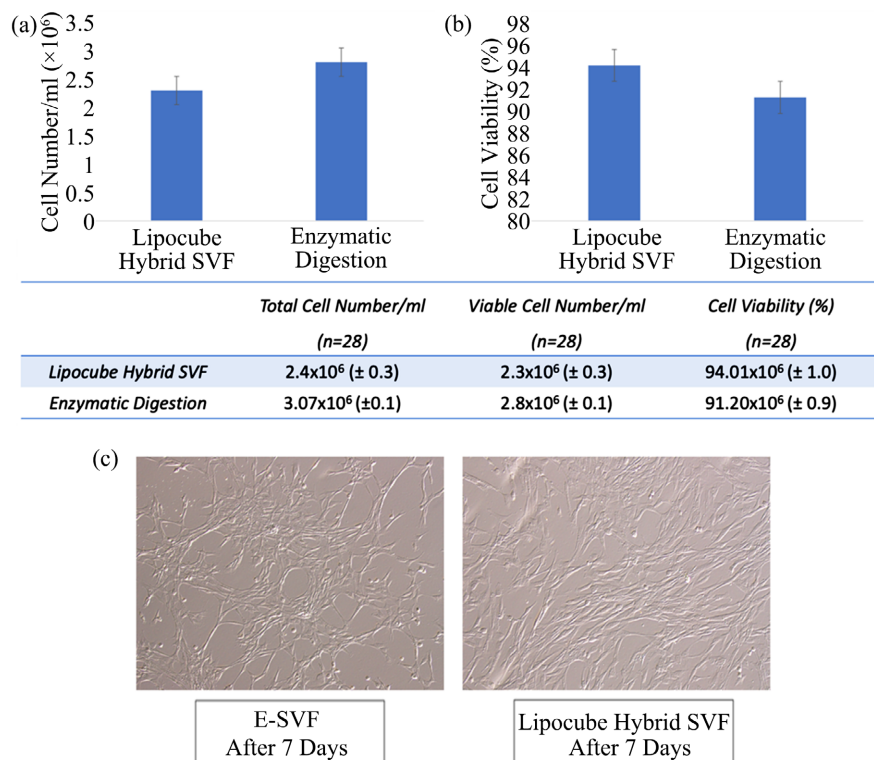 (a)
Cell Number/ml (×10⁶)
3.5
3
2.5
2
1.5
1
0.5
0
Lipocube
Hybrid SVF
Enzymatic
Digestion
(b)
Cell Viability (%)
98
96
94
92
90
88
86
84
82
80
Lipocube
Hybrid SVF
Enzymatic
Digestion
Total Cell Number/ml Viable Cell Number/ml Cell Viability (%)
(n=28) (n=28) (n=28)
Lipocube Hybrid SVF 2.4x10⁶ (± 0.3) 2.3x10⁶ (± 0.3) 94.01x10⁶ (± 1.0)
Enzymatic Digestion 3.07x10⁶ (±0.1) 2.8x10⁶ (± 0.1) 91.20x10⁶ (± 0.9)
(c)
E-SVF
After 7 Days
Lipocube Hybrid SVF
After 7 Days